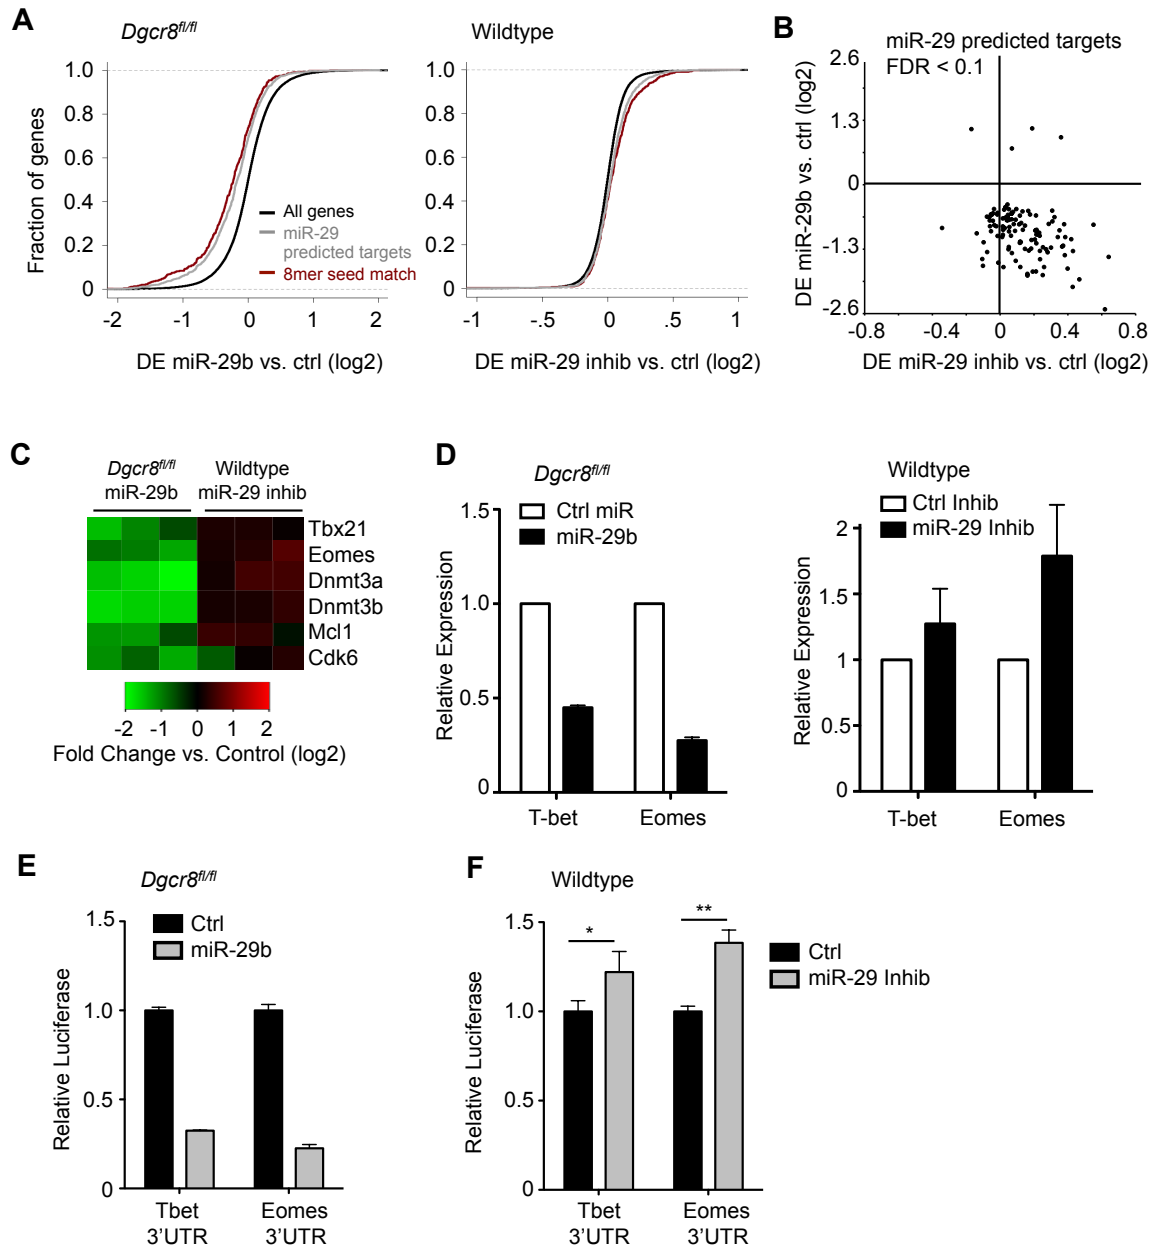 A
Dgcr8fl/fl
Wildtype
Fraction of genes
1.0
0.8
0.6
0.4
0.2
0
All genes
miR-29
predicted targets
8mer seed match
-2
-1
0
1
2
DE miR-29b vs. ctrl (log2)
1.0
0.8
0.6
0.4
0.2
0
-1
-.5
0
.5
1
DE miR-29 inhib vs. ctrl (log2)
B
miR-29 predicted targets
FDR < 0.1
DE miR-29b vs. ctrl (log2)
2.6
1.3
0
-1.3
-2.6
-0.8
-0.4
0
0.4
0.8
DE miR-29 inhib vs. ctrl (log2)
C
Dgcr8fl/fl
miR-29b
Wildtype
miR-29 inhib
Tbx21
Eomes
Dnmt3a
Dnmt3b
Mcl1
Cdk6
-2
-1
0
1
2
Fold Change vs. Control (log2)
D
Dgcr8fl/fl
Ctrl miR
miR-29b
Relative Expression
1.5
1.0
0.5
0
T-bet
Eomes
Wildtype
Ctrl Inhib
miR-29 Inhib
Relative Expression
2
1.5
1
0.5
0
T-bet
Eomes
E
Dgcr8fl/fl
Ctrl
miR-29b
Relative Luciferase
1.5
1.0
0.5
0
Tbet
3'UTR
Eomes
3'UTR
F
Wildtype
*
**
Ctrl
miR-29 Inhib
Relative Luciferase
1.5
1.0
0.5
0
Tbet
3'UTR
Eomes
3'UTR